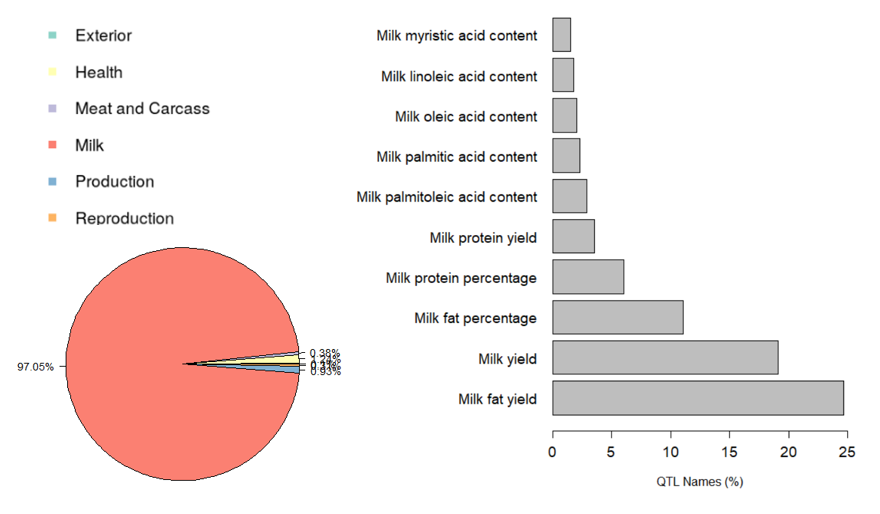 Exterior
Health
Meat and Carcass
Milk
Production
Reproduction
97.05%
0.38%
0.93%
Milk myristic acid content
Milk linoleic acid content
Milk oleic acid content
Milk palmitic acid content
Milk palmitoleic acid content
Milk protein yield
Milk protein percentage
Milk fat percentage
Milk yield
Milk fat yield
0 5 10 15 20 25
QTL Names (%)